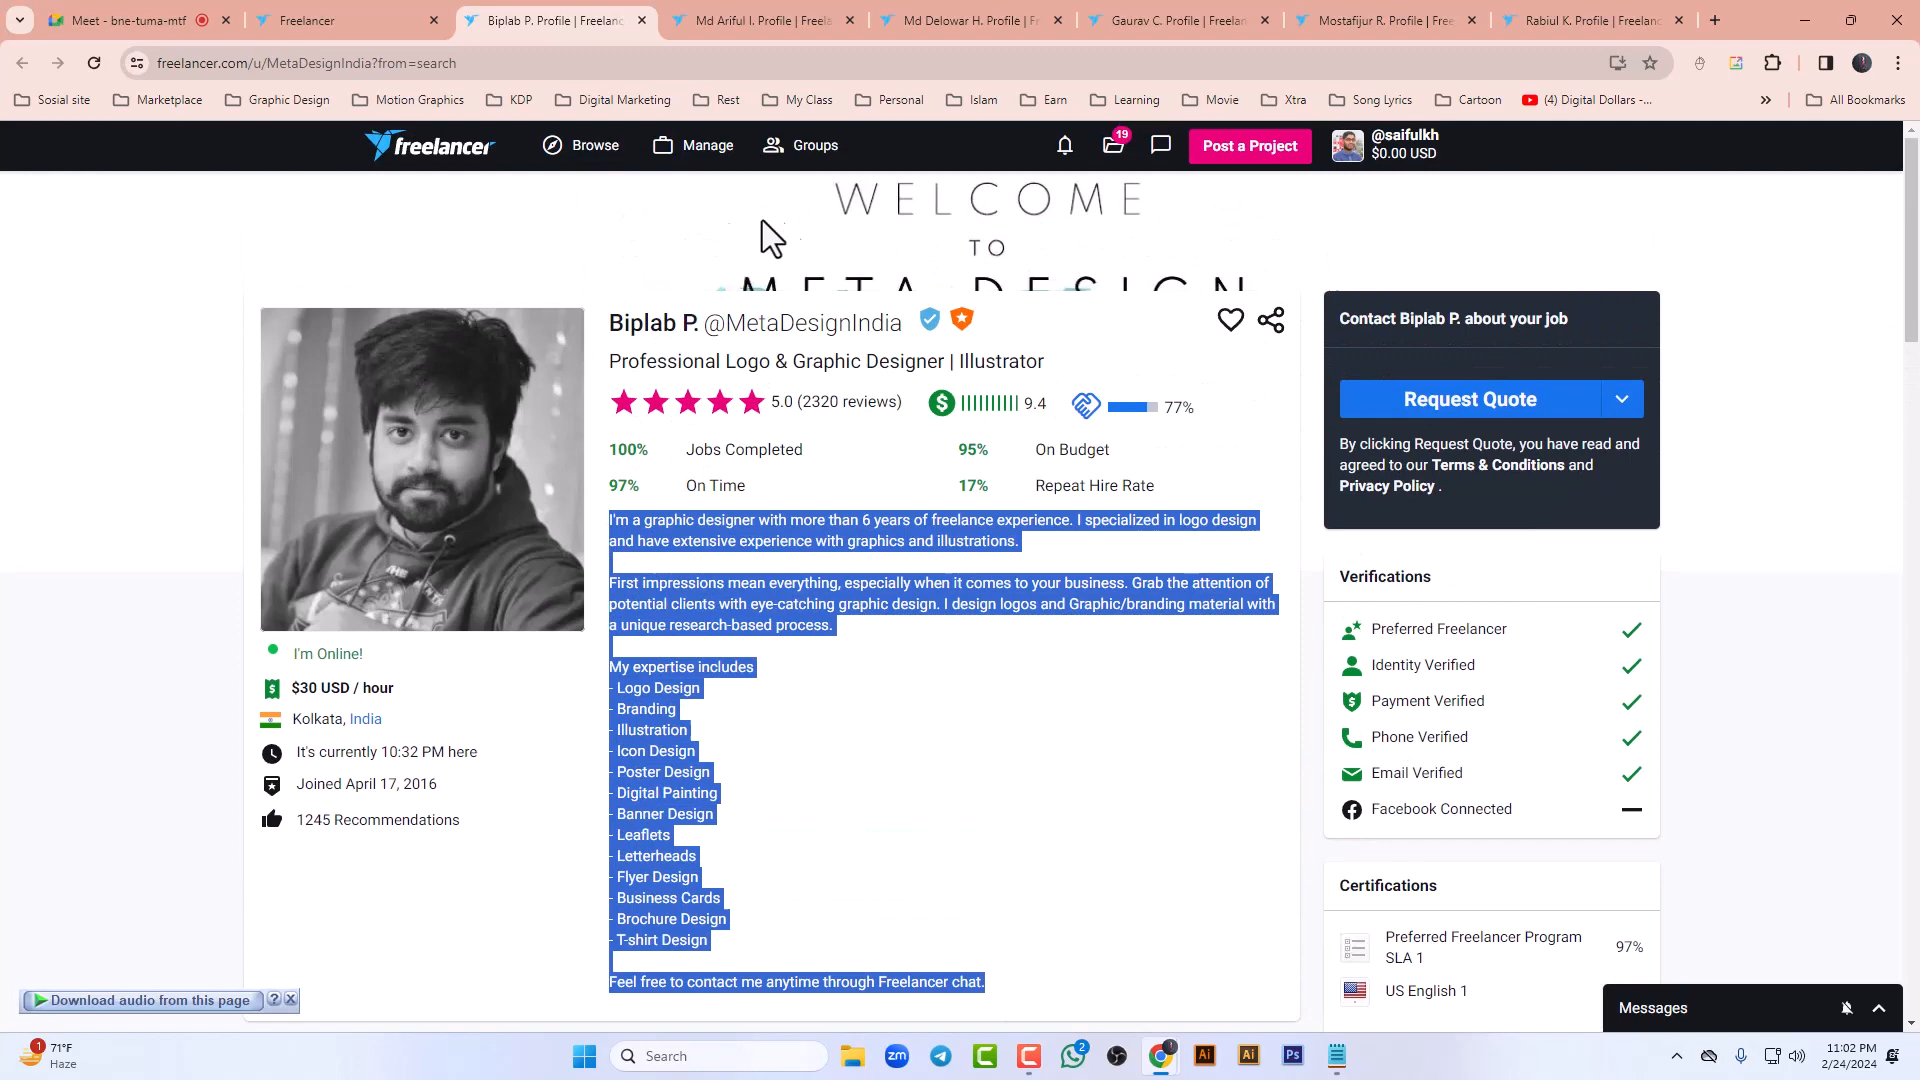 Meet - bne-tuma-mtf
Freelancer
Biplab P. Profile | Freelanc
Md Ariful I. Profile | Freela
Md Delowar H. Profile | F
Gaurav C. Profile | Freelan
Mostafijur R. Profile | Free
Rabiul K. Profile | Freelanc
freelancer.com/u/MetaDesignIndia?from=search
Sosial site
Marketplace
Graphic Design
Motion Graphics
KDP
Digital Marketing
Rest
My Class
Personal
Islam
Earn
Learning
Movie
Xtra
Song Lyrics
Cartoon
(4) Digital Dollars -...
All Bookmarks
freelancer
Browse
Manage
Groups
19
Post a Project
@saifulkh
$0.00 USD
WELCOME
TO
META DESIGN
Biplab P. @MetaDesignIndia
Professional Logo & Graphic Designer | Illustrator
5.0 (2320 reviews)
9.4
77%
100% Jobs Completed
95% On Budget
97% On Time
17% Repeat Hire Rate
I'm a graphic designer with more than 6 years of freelance experience. I specialized in logo design
and have extensive experience with graphics and illustrations.
First impressions mean everything, especially when it comes to your business. Grab the attention of
potential clients with eye-catching graphic design. I design logos and Graphic/branding material with
a unique research-based process.
My expertise includes
- Logo Design
- Branding
- Illustration
- Icon Design
- Poster Design
- Digital Painting
- Banner Design
- Leaflets
- Letterheads
- Flyer Design
- Business Cards
- Brochure Design
- T-shirt Design
Feel free to contact me anytime through Freelancer chat.
I'm Online!
$30 USD / hour
Kolkata, India
It's currently 10:32 PM here
Joined April 17, 2016
1245 Recommendations
Contact Biplab P. about your job
Request Quote
By clicking Request Quote, you have read and
agreed to our Terms & Conditions and
Privacy Policy .
Verifications
Preferred Freelancer
Identity Verified
Payment Verified
Phone Verified
Email Verified
Facebook Connected
Certifications
Preferred Freelancer Program
SLA 1
97%
US English 1
Messages
Download audio from this page
?
1
71°F
Haze
Search
zm
2
Ai
Ai
Ps
11:02 PM
2/24/2024